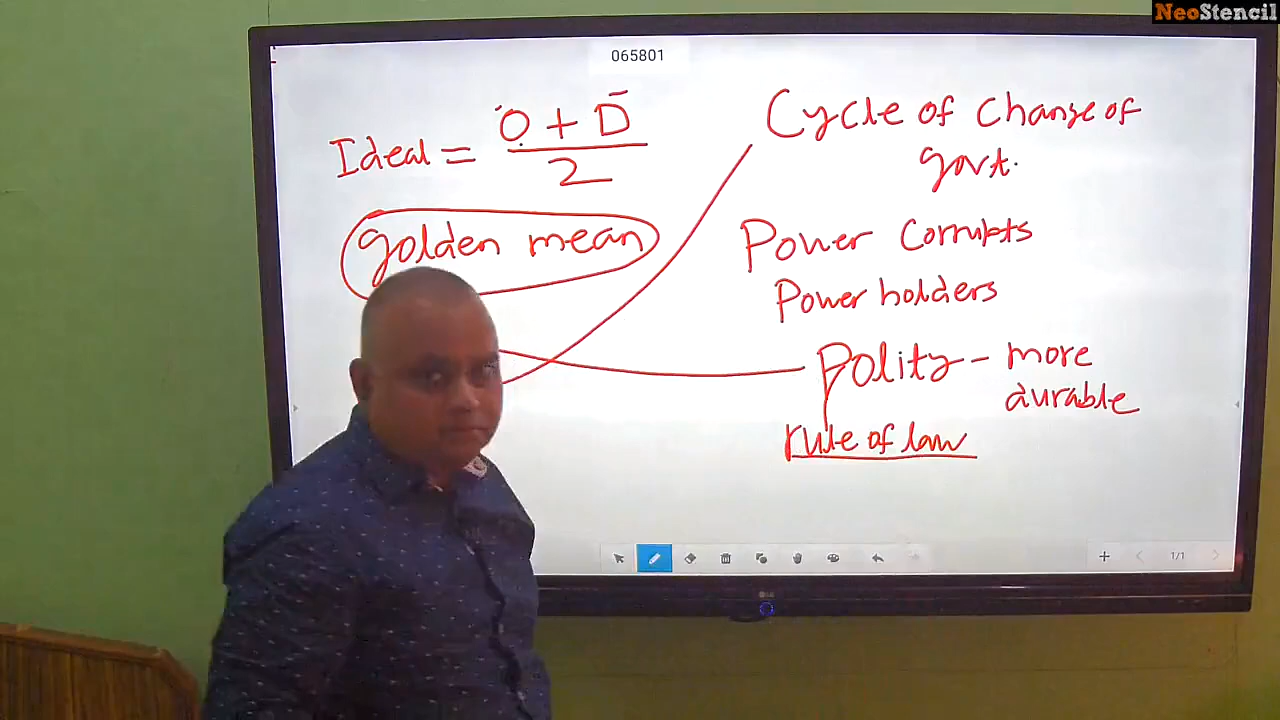 NeoStencil
065801
Ideal = O + D
2
golden mean
Cycle of change of
govt.
Power Corrupts
Power holders
Polity - more
durable
rule of law
1/1
LG